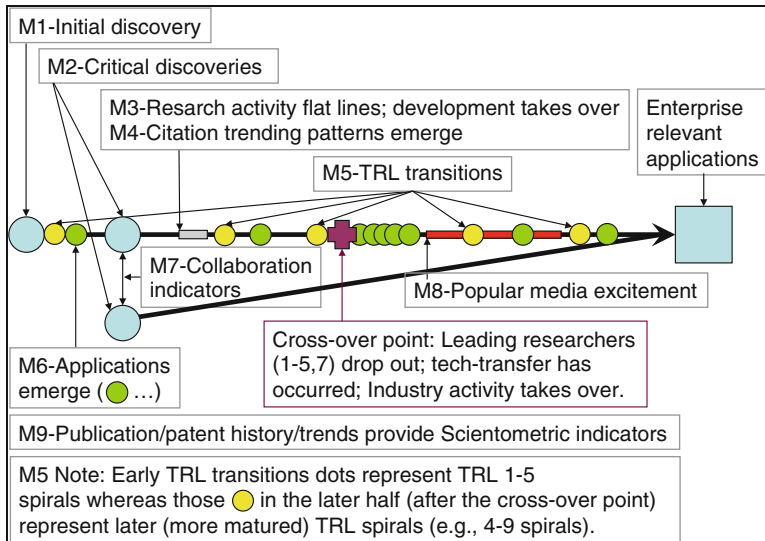 M1-Initial discovery
M2-Critical discoveries
M3-Resarch activity flat lines; development takes over
M4-Citation trending patterns emerge
Enterprise
relevant
applications
M5-TRL transitions
M7-Collaboration
indicators
M8-Popular media excitement
M6-Applications
emerge ( ...)
Cross-over point: Leading researchers
(1-5,7) drop out; tech-transfer has
occurred; Industry activity takes over.
M9-Publication/patent history/trends provide Scientometric indicators
M5 Note: Early TRL transitions dots represent TRL 1-5
spirals whereas those in the later half (after the cross-over point)
represent later (more matured) TRL spirals (e.g., 4-9 spirals).